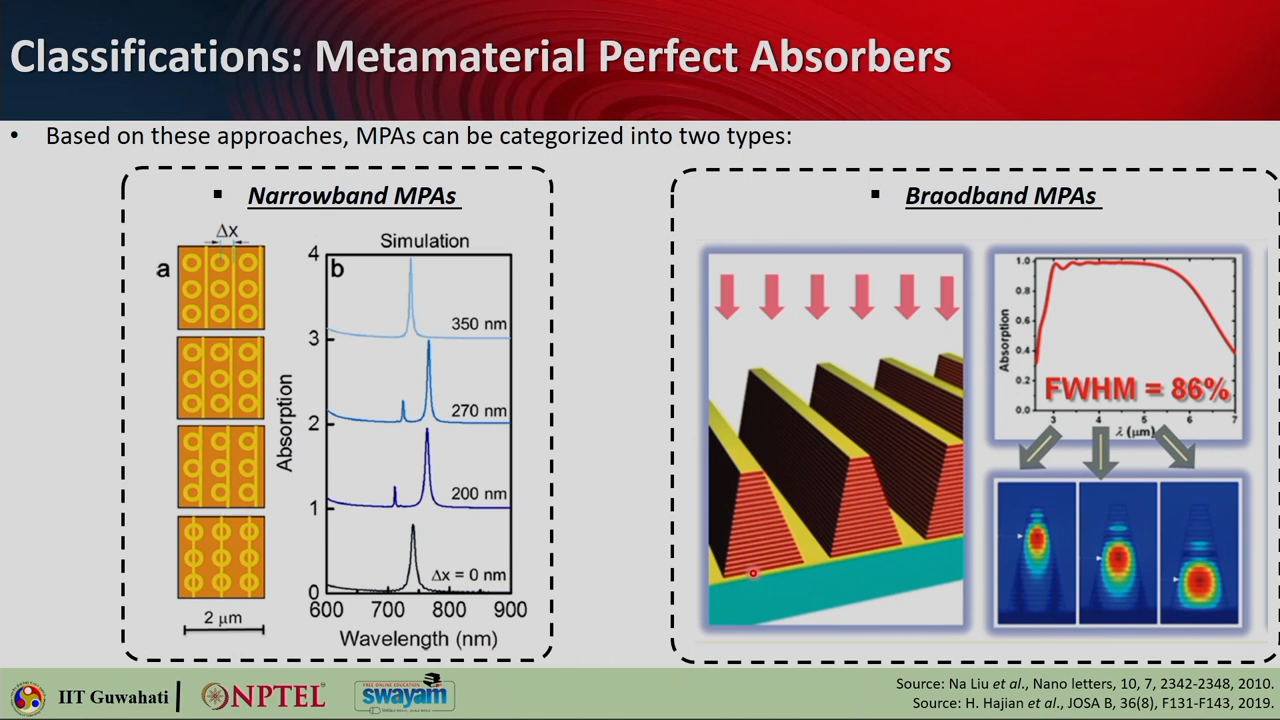 Classifications: Metamaterial Perfect Absorbers
• Based on these approaches, MPAs can be categorized into two types:
▪ Narrowband MPAs
Δx
a
Simulation
b
4
3
2
1
0
Absorption
350 nm
270 nm
200 nm
Δx = 0 nm
600 700 800 900
Wavelength (nm)
2 μm
▪ Braodband MPAs
1.0
0.8
0.6
0.4
0.2
0.0
Absorption
FWHM = 86%
3 4 5 6 7
λ (μm)
IIT Guwahati
NPTEL
FREE ONLINE EDUCATION
swayam
Source: Na Liu et al., Nano letters, 10, 7, 2342-2348, 2010.
Source: H. Hajian et al., JOSA B, 36(8), F131-F143, 2019.